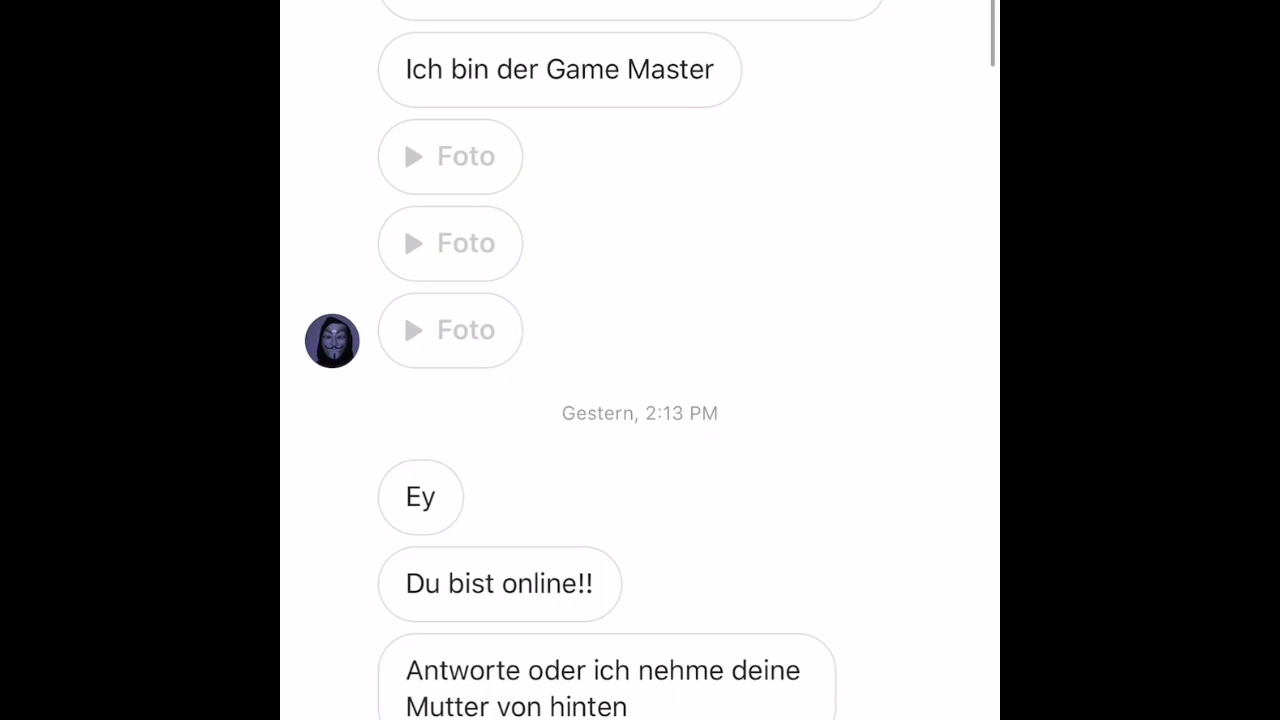 Ich bin der Game Master
Foto
Foto
Foto
Gestern, 2:13 PM
Ey
Du bist online!!
Antworte oder ich nehme deine
Mutter von hinten